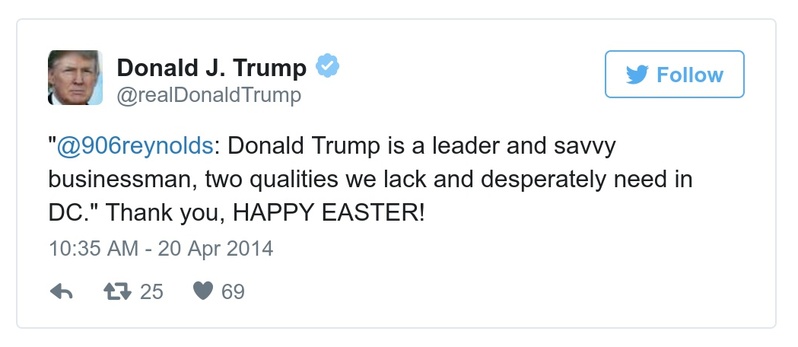 Donald J. Trump
@realDonaldTrump
Follow
"@906reynolds: Donald Trump is a leader and savvy
businessman, two qualities we lack and desperately need in
DC." Thank you, HAPPY EASTER!
10:35 AM - 20 Apr 2014
25 69